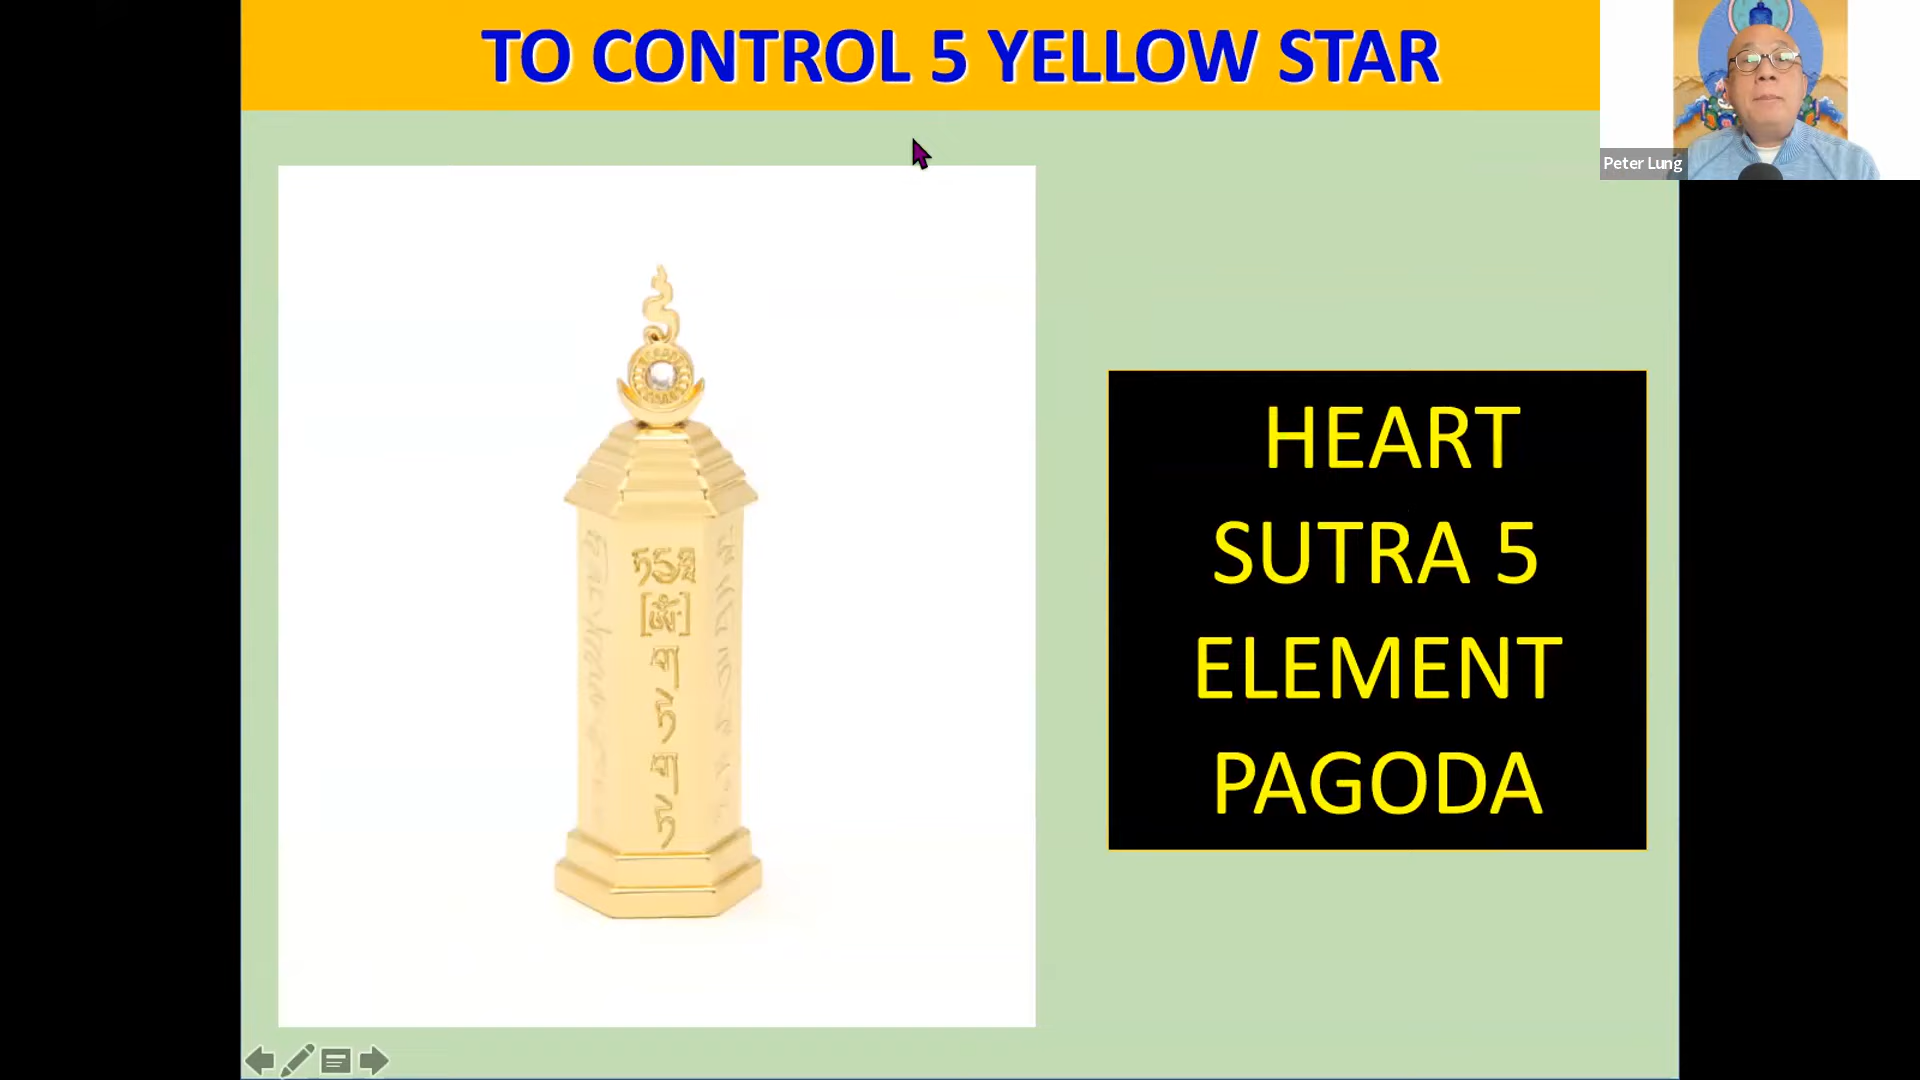 TO CONTROL 5 YELLOW STAR
Peter Lung
HEART
SUTRA 5
ELEMENT
PAGODA
ག
ཏེ
ག
ཏེ